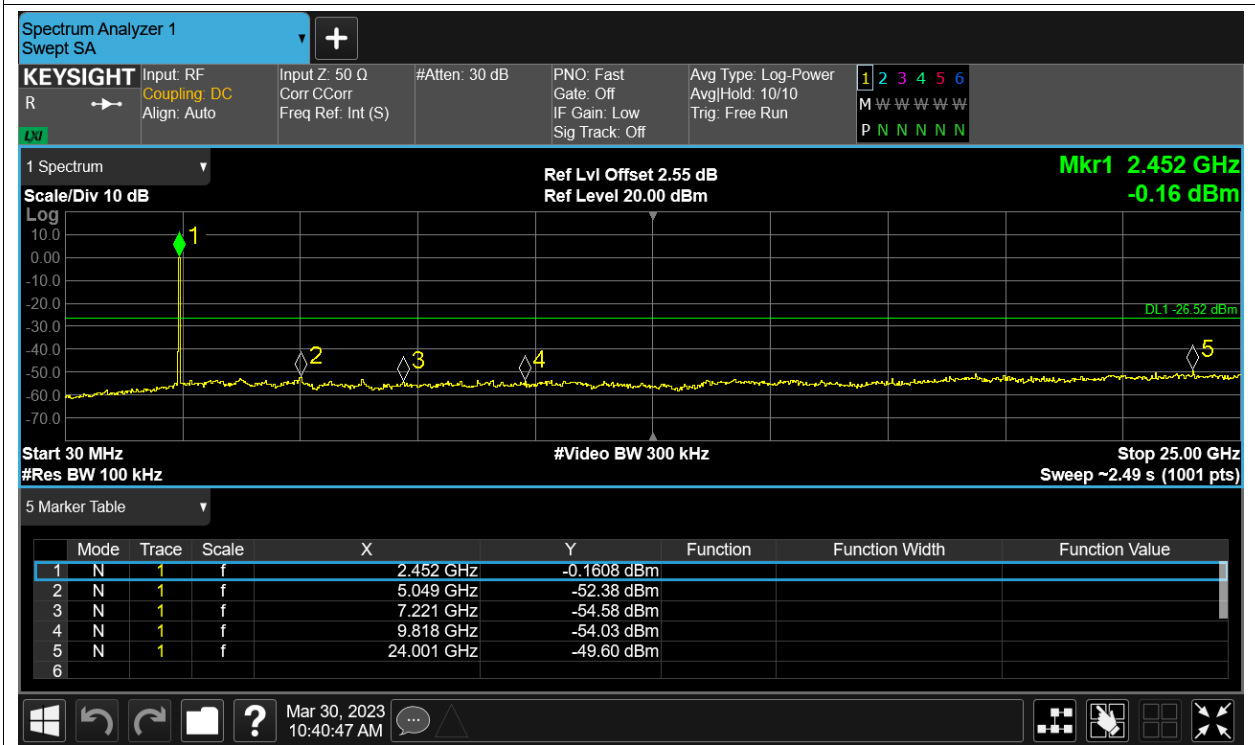 Spectrum Analyzer 1
Swept SA
+
KEYSIGHT
R
LXI
Input: RF
Coupling: DC
Align: Auto
Input Z: 50 Ω
Corr CCorr
Freq Ref: Int (S)
#Atten: 30 dB
PNO: Fast
Gate: Off
IF Gain: Low
Sig Track: Off
Avg Type: Log-Power
Avg|Hold: 10/10
Trig: Free Run
1 2 3 4 5 6
M W W W W W
P N N N N N
1 Spectrum
Scale/Div 10 dB
Ref Lvl Offset 2.55 dB
Ref Level 20.00 dBm
Mkr1 2.452 GHz
-0.16 dBm
Log
10.0
0.00
-10.0
-20.0
-30.0
-40.0
-50.0
-60.0
-70.0
1
2
3
4
5
DL1 -26.52 dBm
Start 30 MHz
#Res BW 100 kHz
#Video BW 300 kHz
Stop 25.00 GHz
Sweep ~2.49 s (1001 pts)
5 Marker Table
Mode Trace Scale X Y Function Function Width Function Value
1 N 1 f 2.452 GHz -0.1608 dBm
2 N 1 f 5.049 GHz -52.38 dBm
3 N 1 f 7.221 GHz -54.58 dBm
4 N 1 f 9.818 GHz -54.03 dBm
5 N 1 f 24.001 GHz -49.60 dBm
6
?
Mar 30, 2023
10:40:47 AM